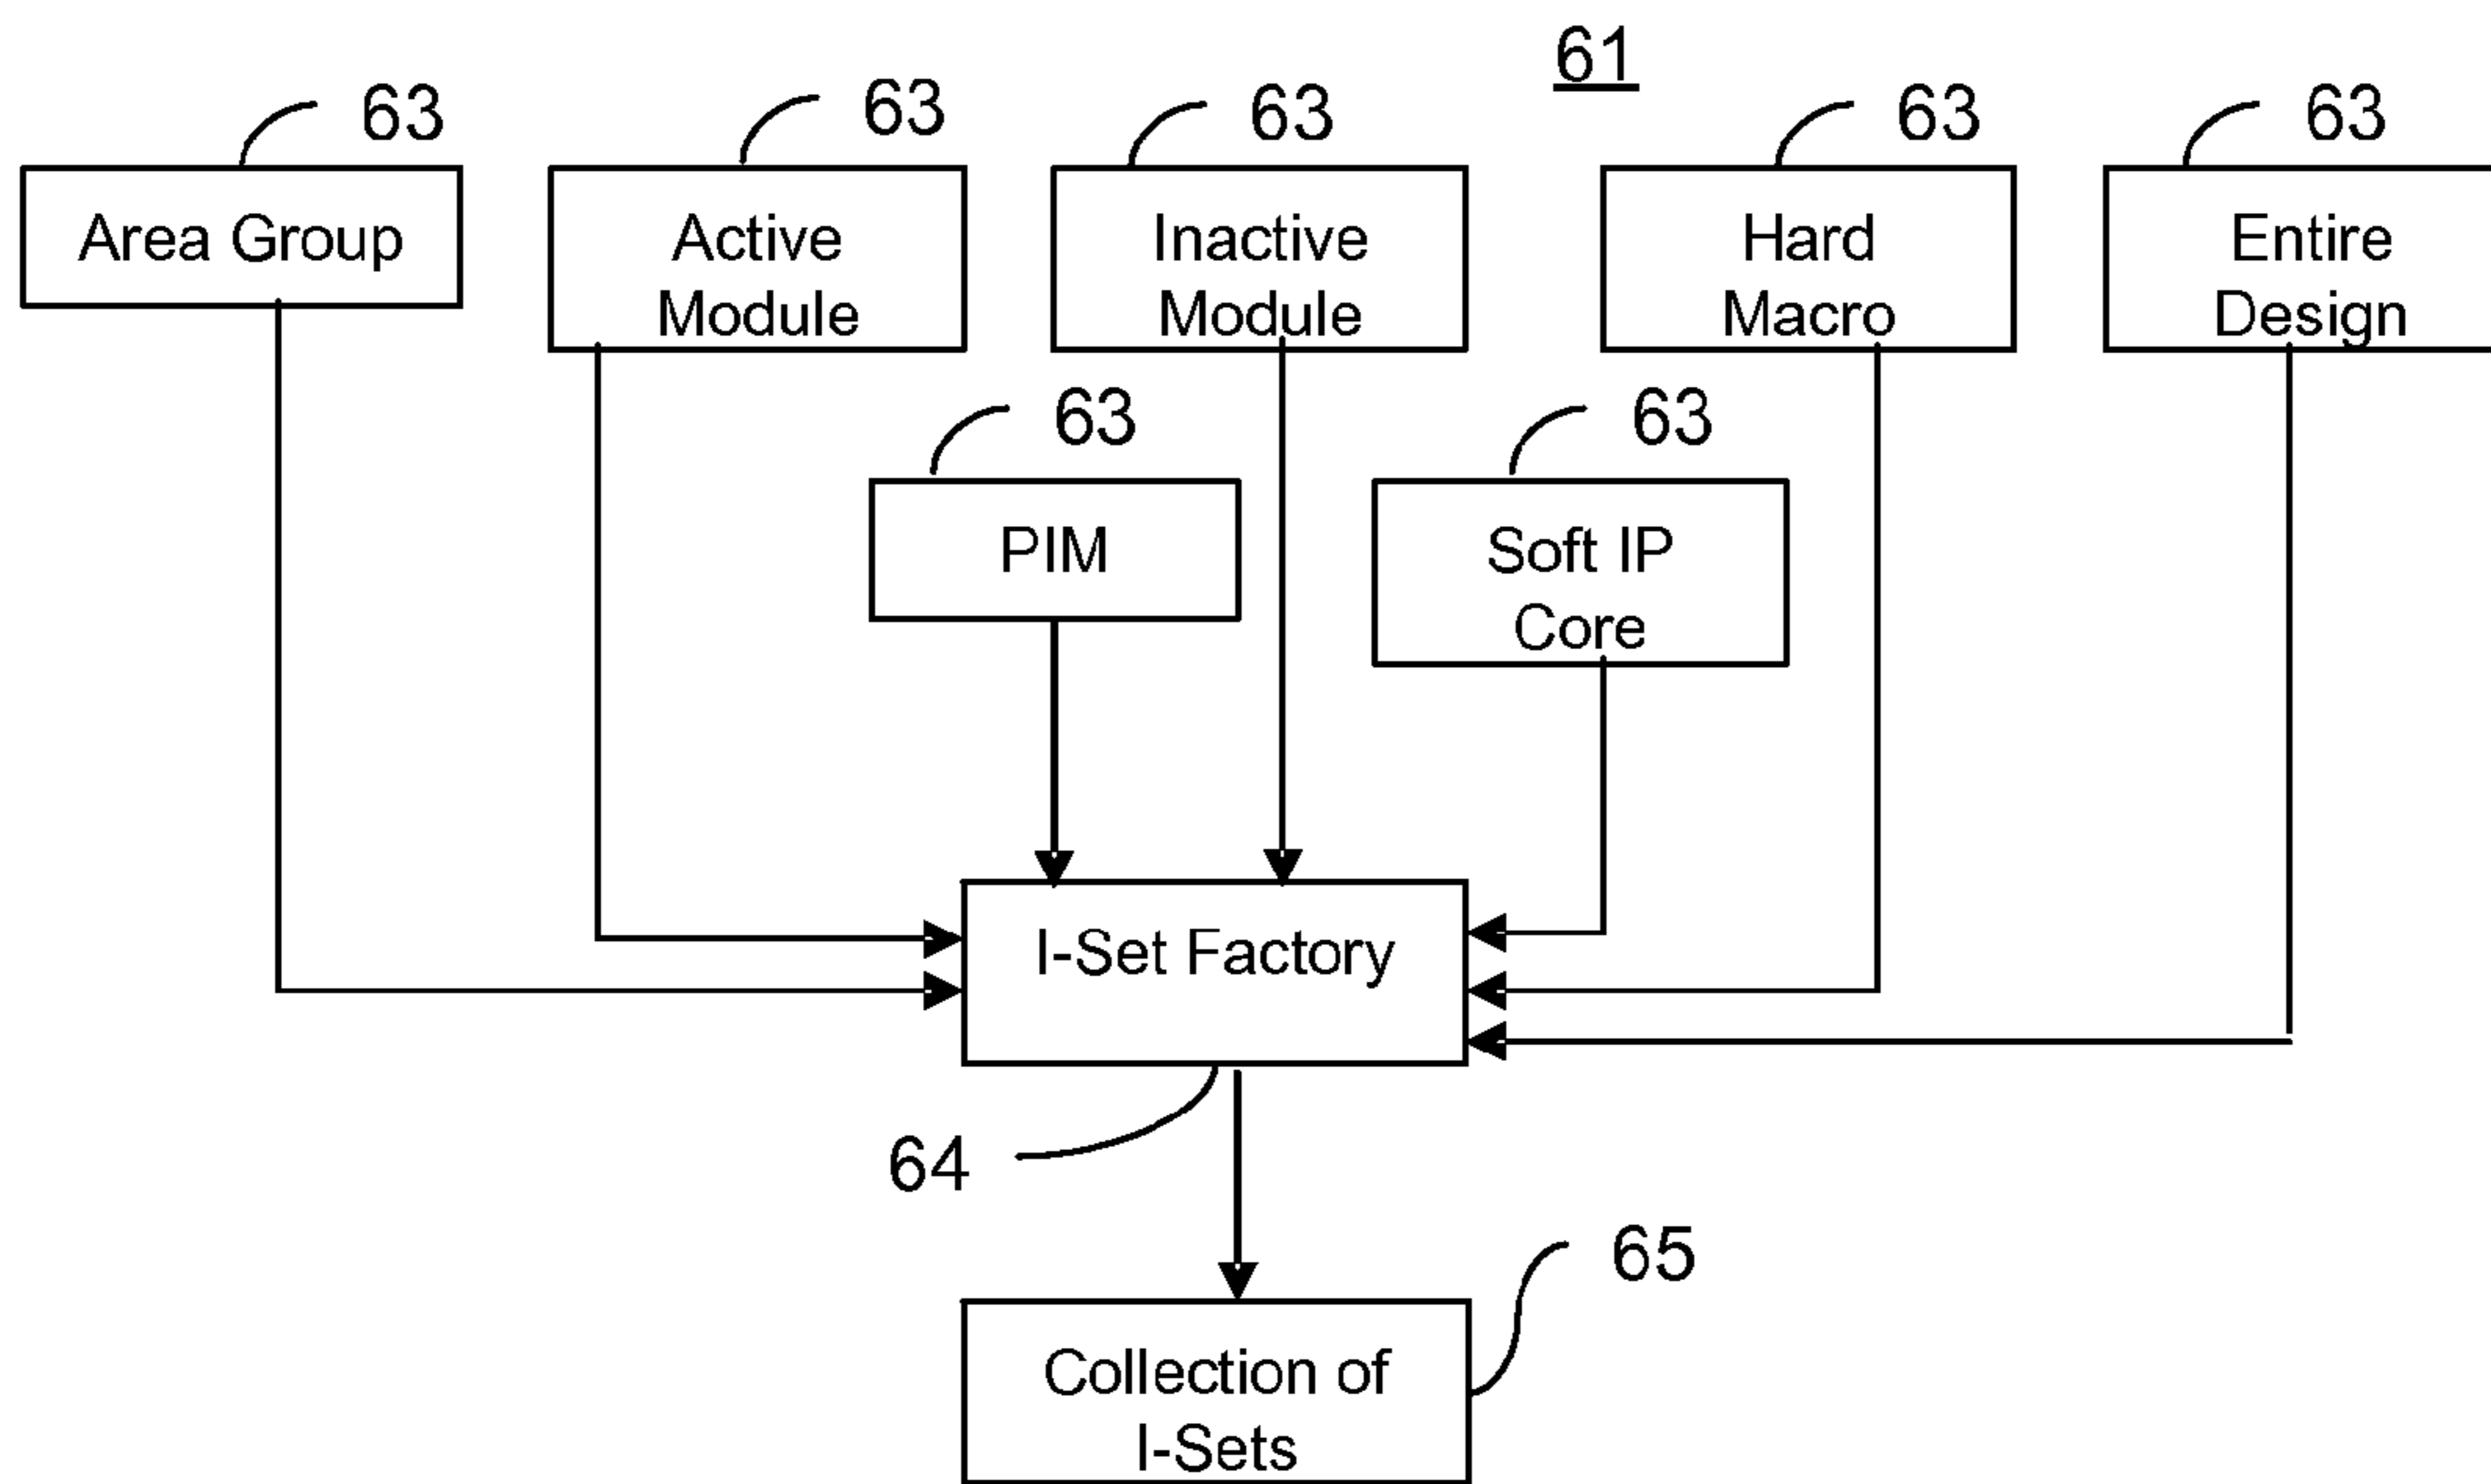 61
63
63
63
63
63
Area Group
Active
Module
Inactive
Module
Hard
Macro
Entire
Design
63
63
PIM
Soft IP
Core
I-Set Factory
64
65
Collection of
I-Sets